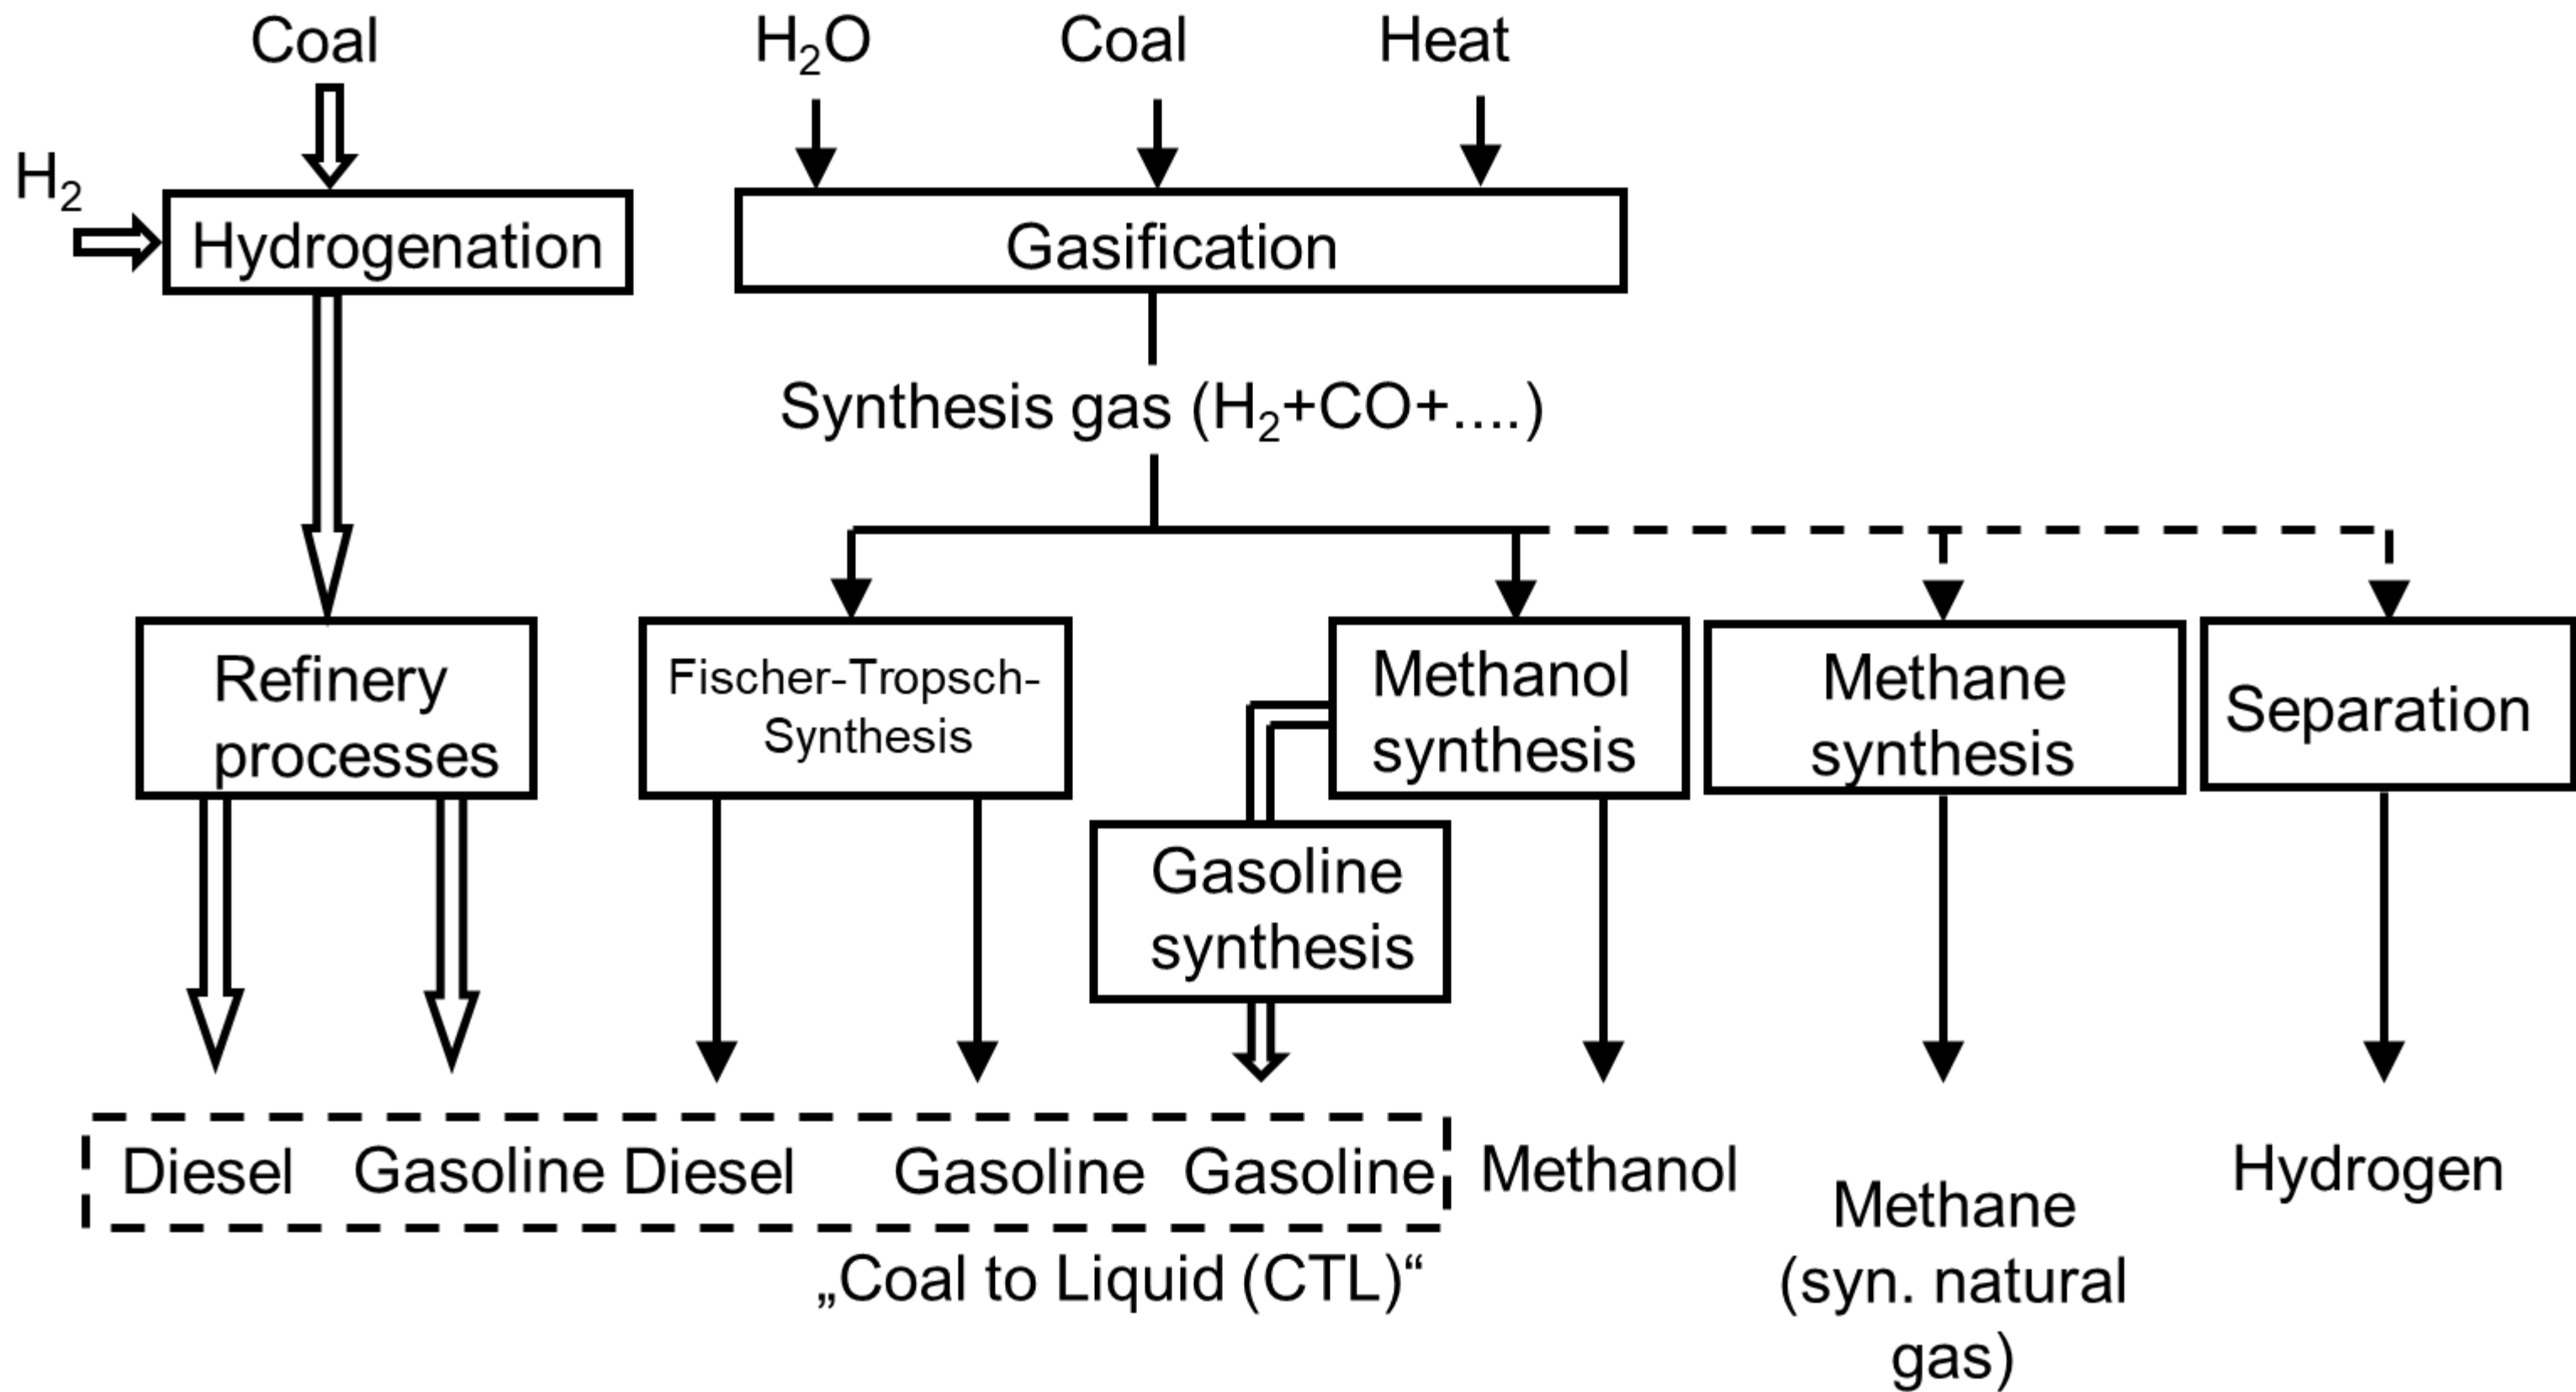 Coal
H₂O
Coal
Heat
H₂
Hydrogenation
Gasification
Synthesis gas (H₂+CO+....)
Refinery
processes
Fischer-Tropsch-
Synthesis
Methanol
synthesis
Methane
synthesis
Separation
Gasoline
synthesis
Diesel
Gasoline
Diesel
Gasoline
Gasoline
Methanol
Methane
(syn. natural
gas)
Hydrogen
„Coal to Liquid (CTL)“